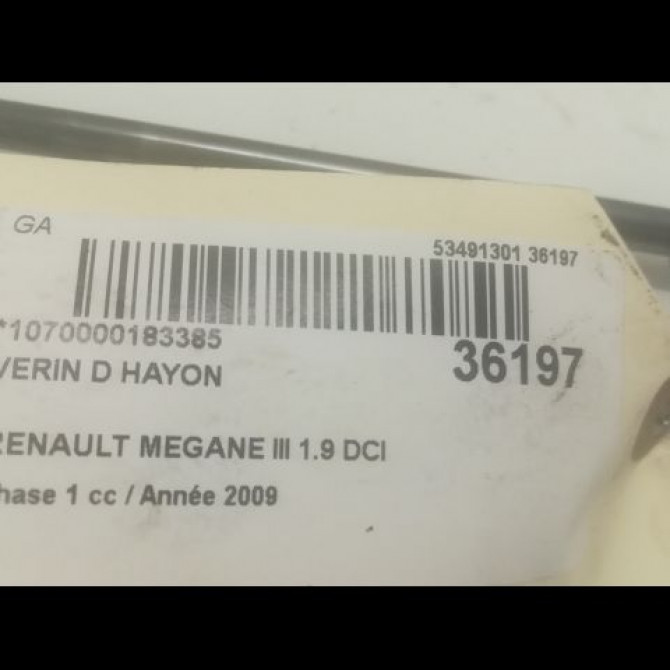 GA
53491301 36197
*1070000183385
36197
VERIN D HAYON
RENAULT MEGANE III 1.9 DCI
hase 1 cc / Année 2009